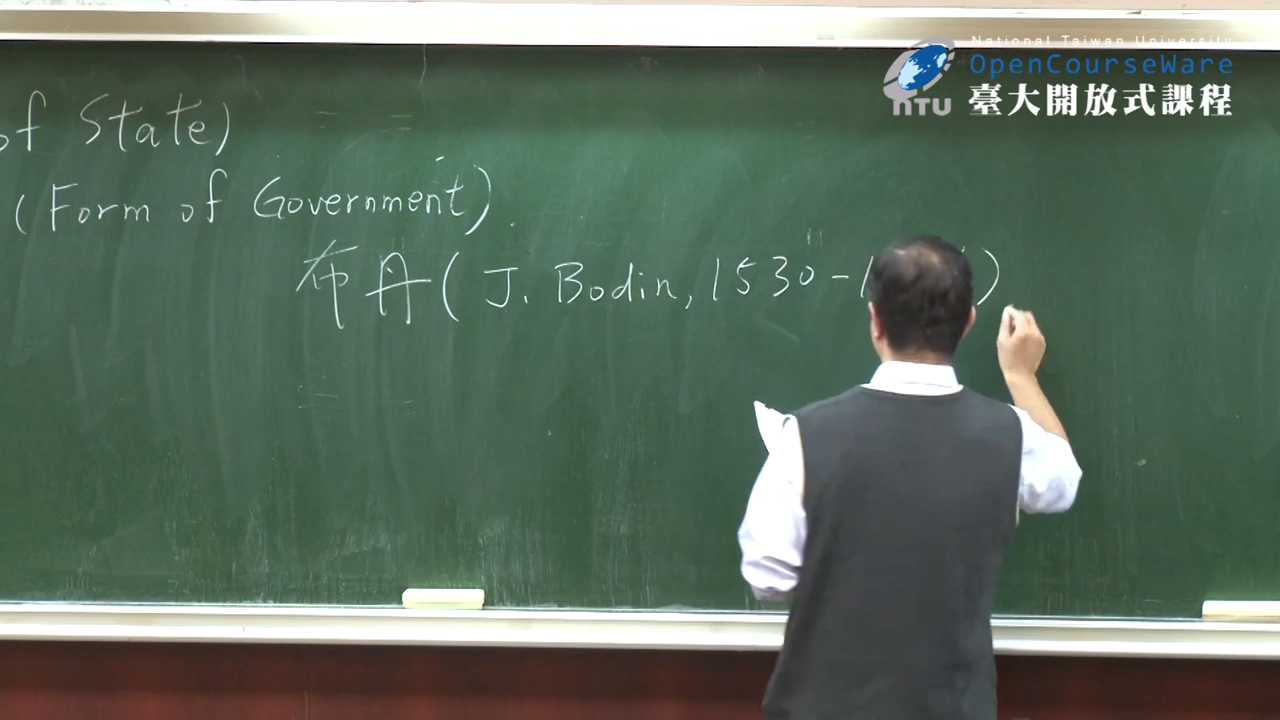 National Taiwan University
OpenCourseWare
NTU 臺大開放式課程
of State)
(Form of Government)
布丹(J. Bodin, 1530-1 )